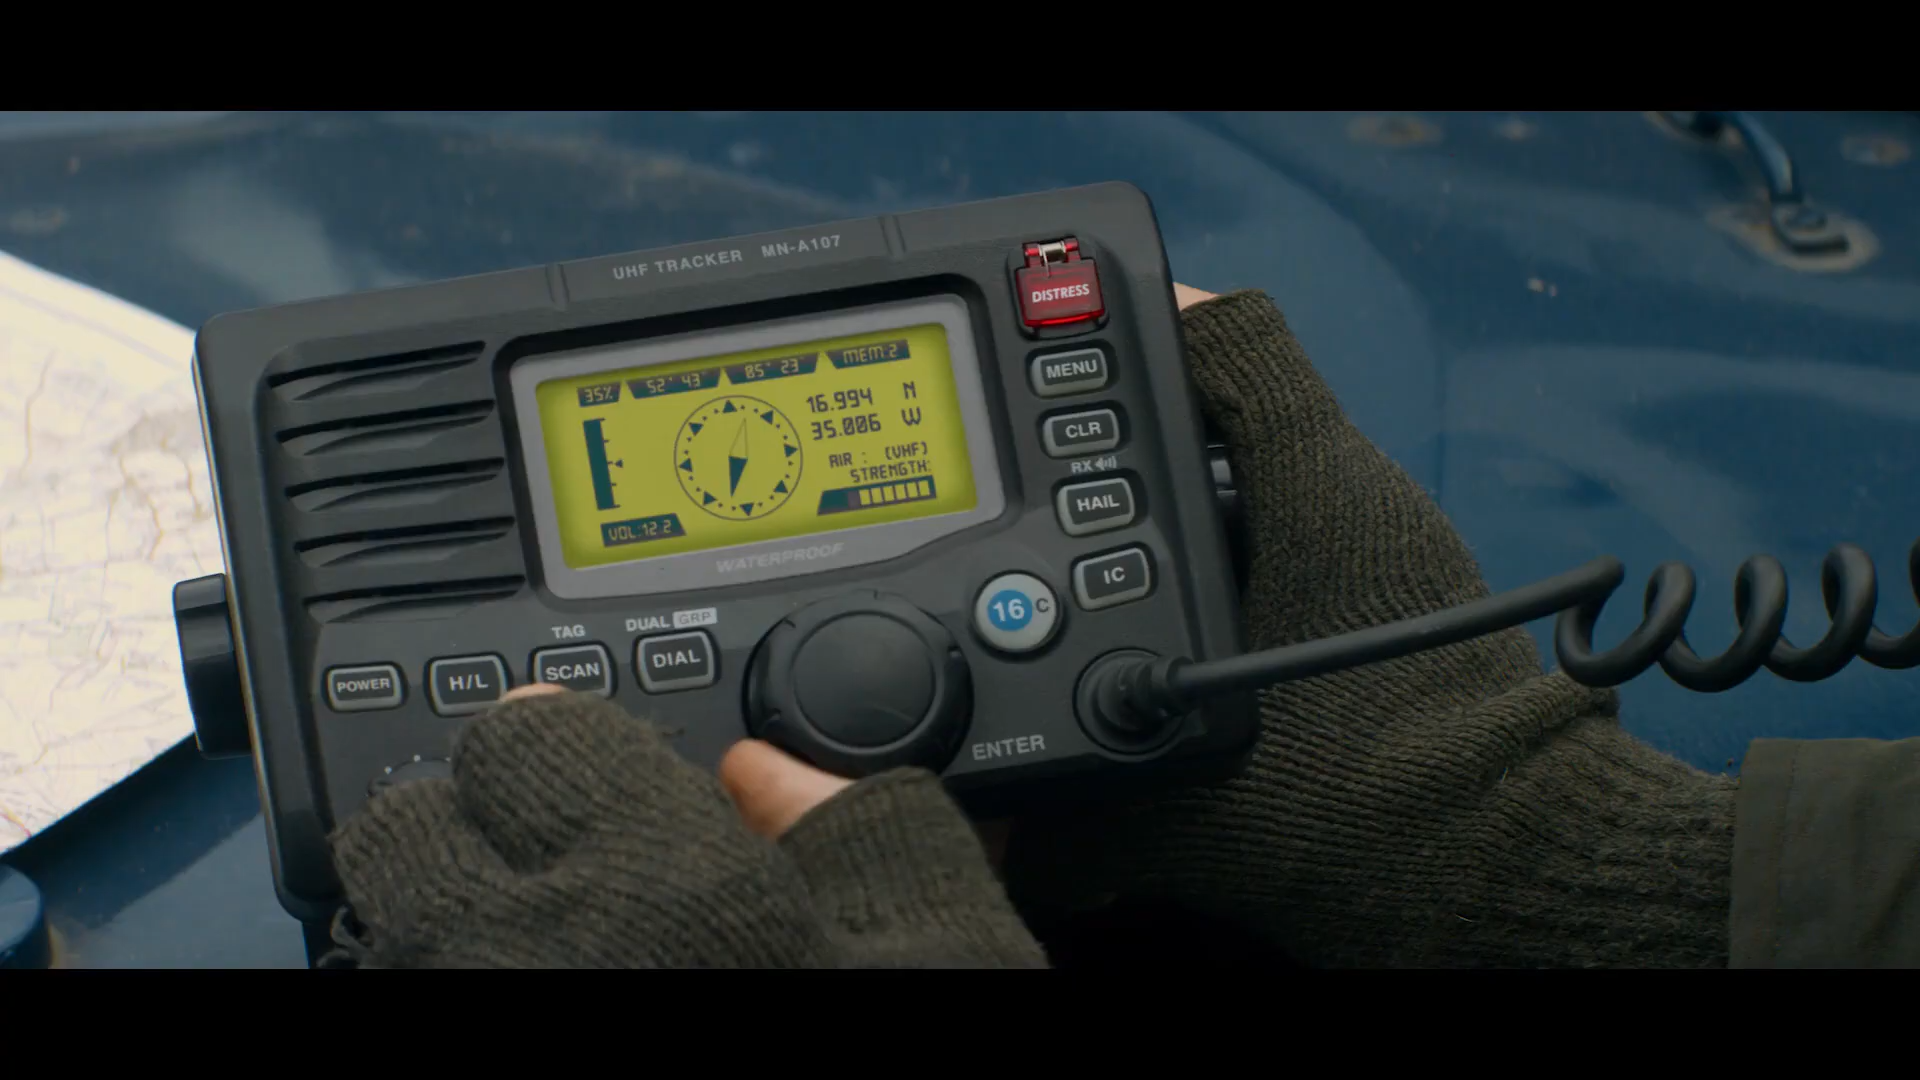 UHF TRACKER MN-A107
DISTRESS
35% 52° 43" 85° 23" MEM:2
16.994 N
35.006 W
AIR : (VHF)
STRENGTH:
VOL:12.2
WATERPROOF
MENU
CLR
RX
HAIL
IC
16 C
TAG
DUAL GRP
POWER
H/L
SCAN
DIAL
ENTER